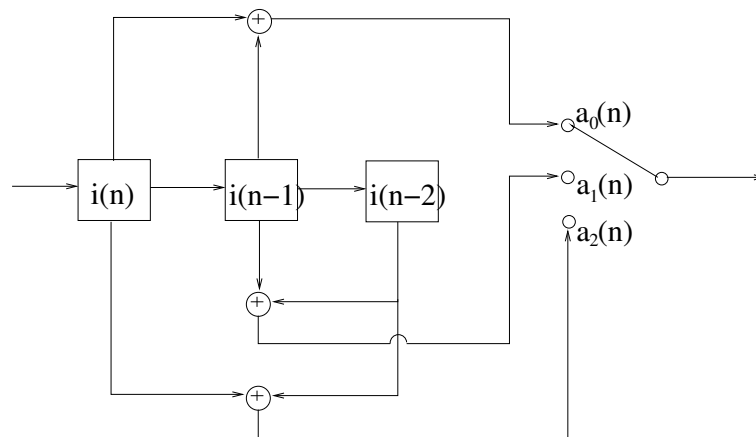 +
a₀(n)
i(n) i(n−1) i(n−2)
a₁(n)
a₂(n)
+
+